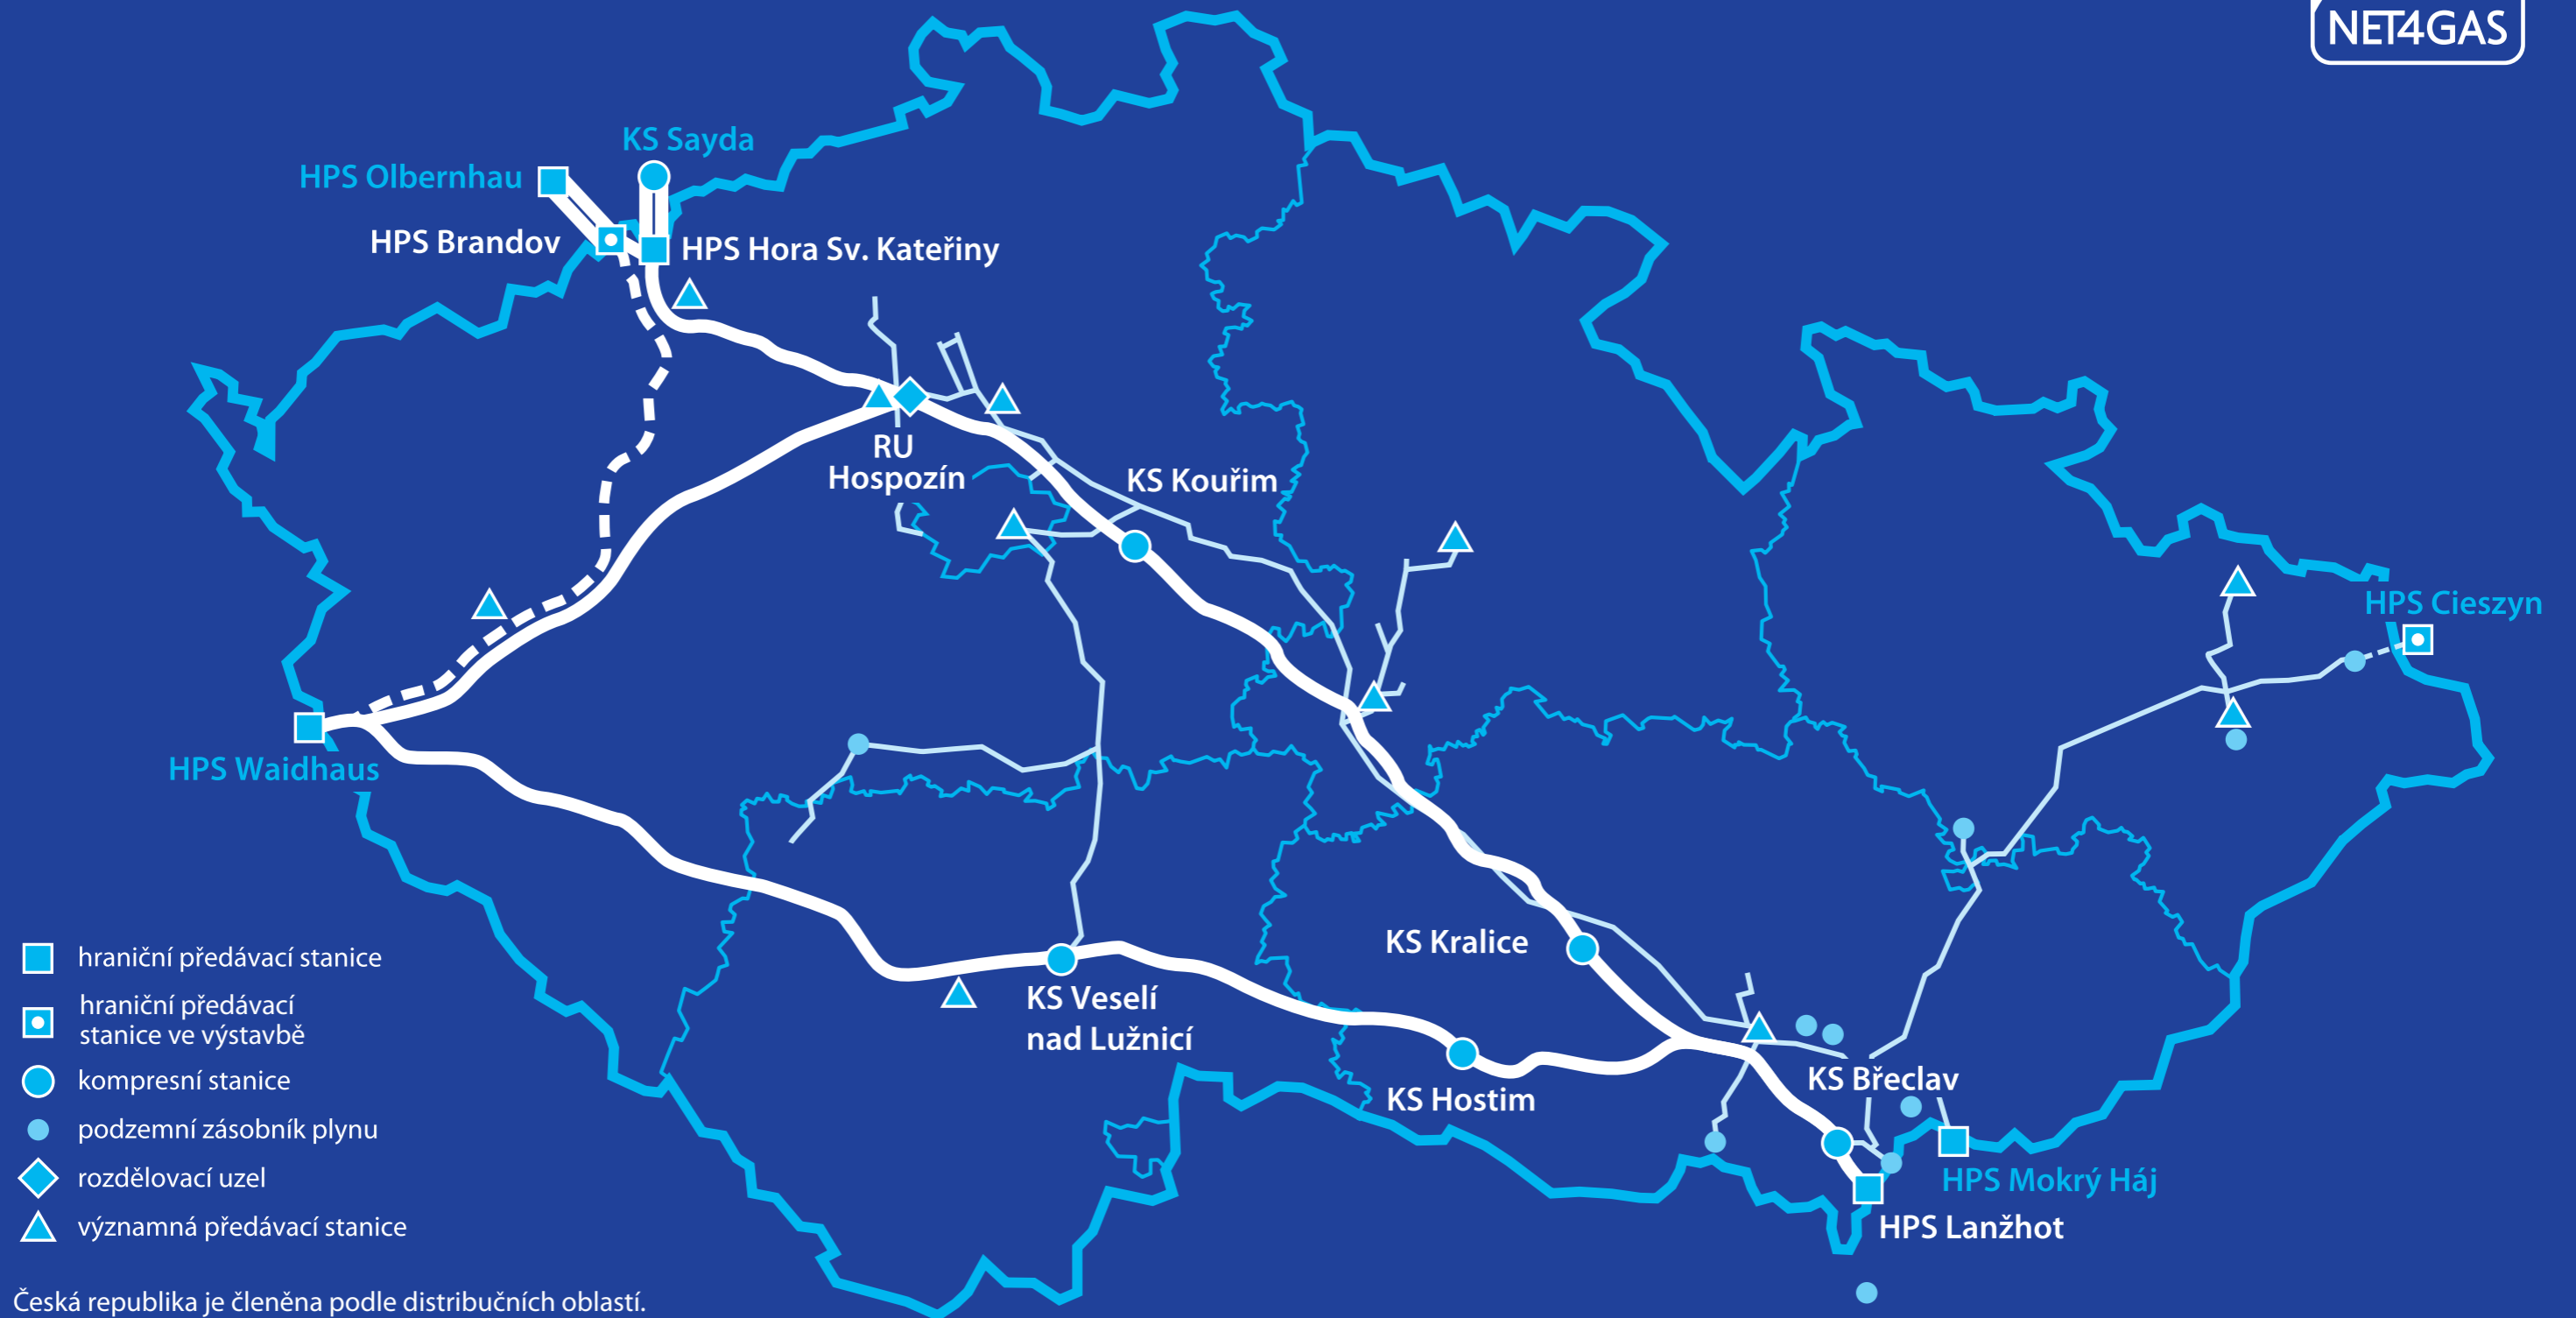 NET4GAS
KS Sayda
HPS Olbernhau
HPS Brandov
HPS Hora Sv. Kateřiny
RU
Hospozín
KS Kouřim
HPS Cieszyn
HPS Waidhaus
KS Kralice
KS Veselí
nad Lužnicí
KS Hostim
KS Břeclav
HPS Mokrý Háj
HPS Lanžhot
hraniční předávací stanice
hraniční předávací
stanice ve výstavbě
kompresní stanice
podzemní zásobník plynu
rozdělovací uzel
významná předávací stanice
Česká republika je členěna podle distribučních oblastí.